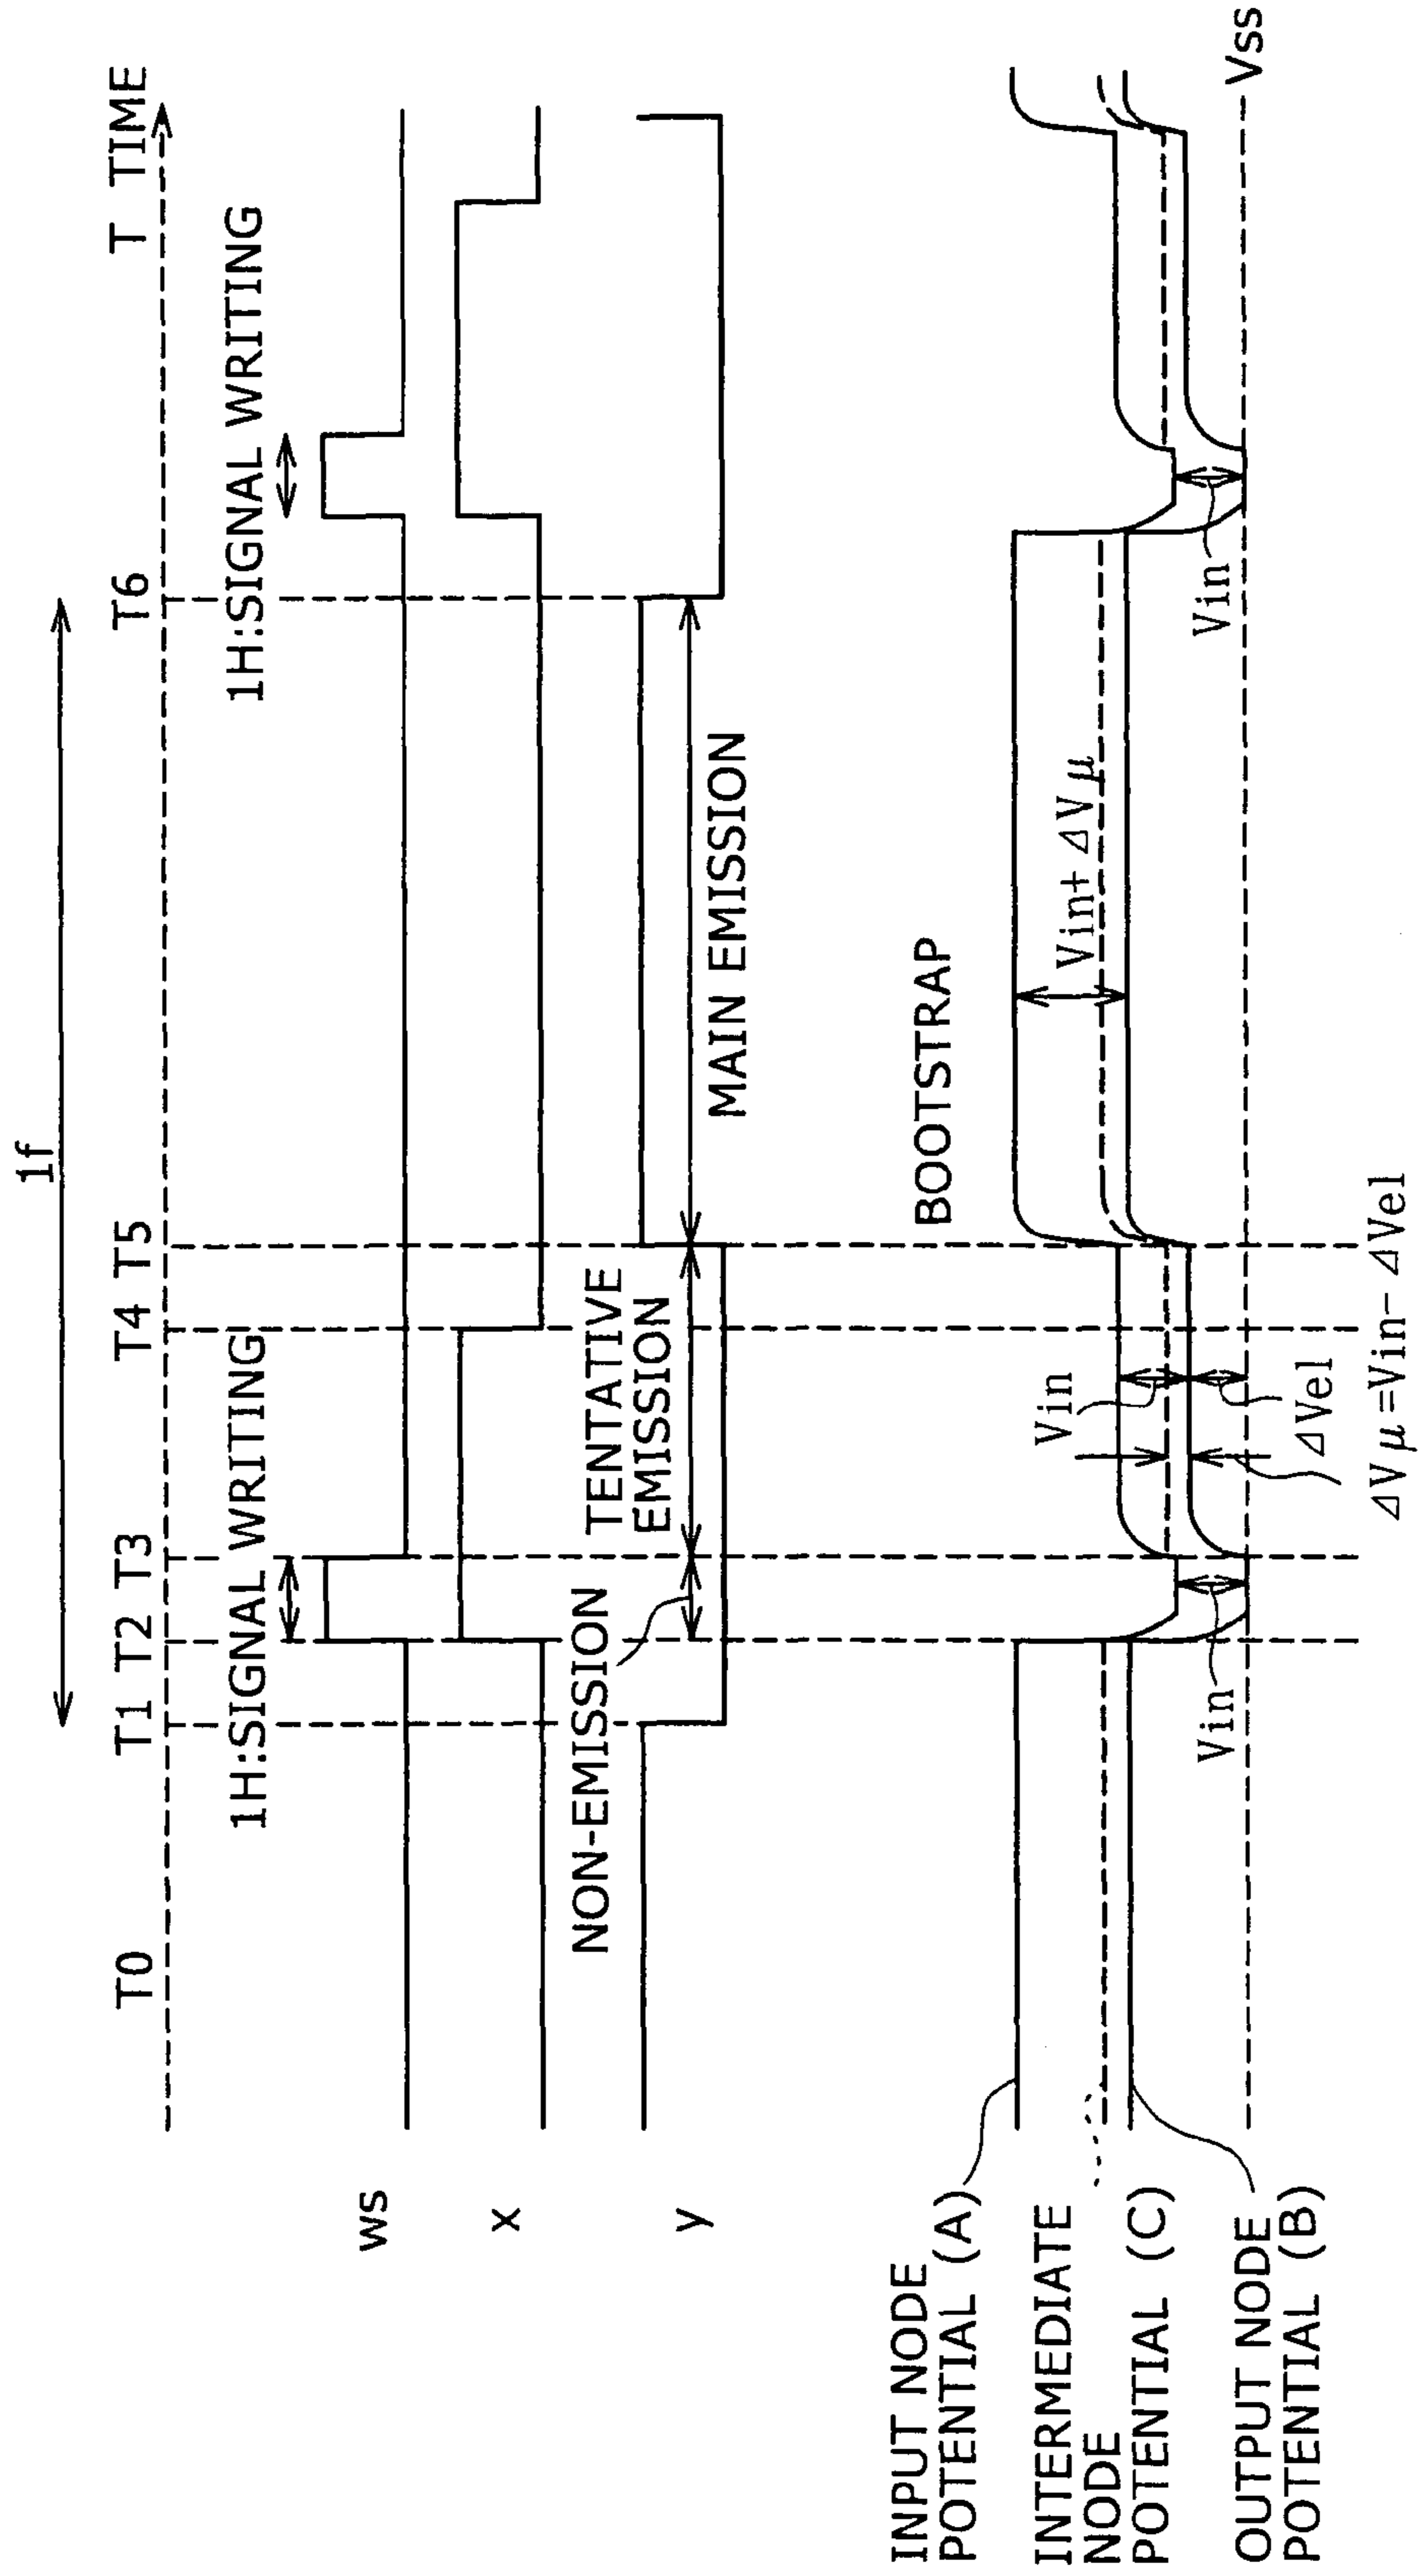 1f
T0
T1
T2
T3
T4
T5
T6
T
TIME
1H:SIGNAL WRITING
1H:SIGNAL WRITING
ws
x
y
NON-EMISSION
TENTATIVE
EMISSION
MAIN EMISSION
BOOTSTRAP
INPUT NODE
POTENTIAL (A)
INTERMEDIATE
NODE
POTENTIAL (C)
OUTPUT NODE
POTENTIAL (B)
Vin
Vin
Vin+ΔVμ
Vin
ΔVel
ΔVμ=Vin-ΔVel
Vss